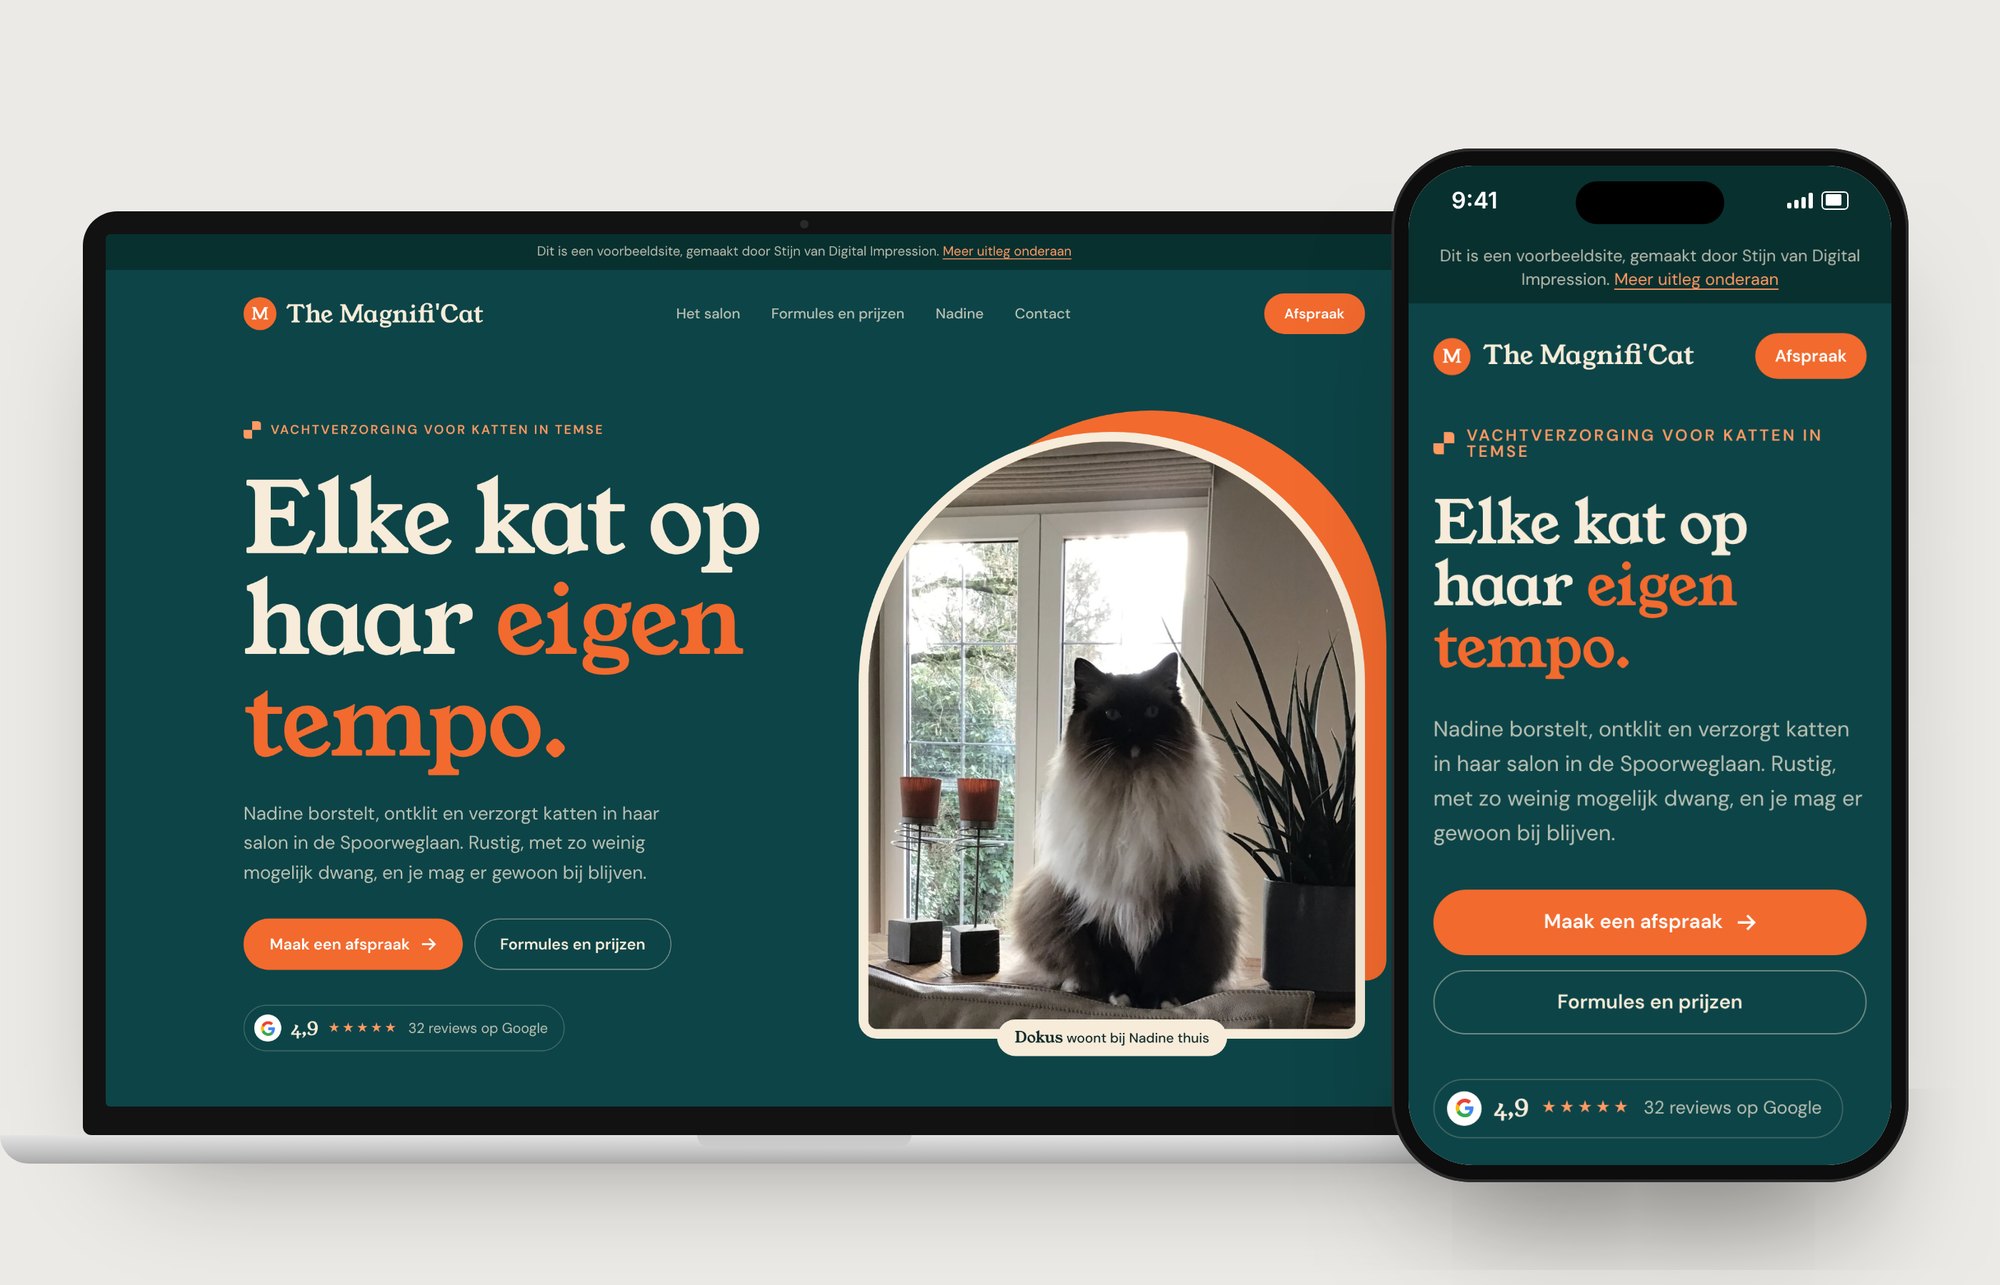 Dit is een voorbeeldsite, gemaakt door Stijn van Digital Impression. Meer uitleg onderaan
M The Magnifi'Cat
Het salon Formules en prijzen Nadine Contact
Afspraak
VACHTVERZORGING VOOR KATTEN IN TEMSE
Elke kat op
haar eigen
tempo.
Nadine borstelt, ontklit en verzorgt katten in haar
salon in de Spoorweglaan. Rustig, met zo weinig
mogelijk dwang, en je mag er gewoon bij blijven.
Maak een afspraak →
Formules en prijzen
G 4,9 ★★★★★ 32 reviews op Google
Dokus woont bij Nadine thuis
9:41
Dit is een voorbeeldsite, gemaakt door Stijn van Digital
Impression. Meer uitleg onderaan
M The Magnifi'Cat
Afspraak
VACHTVERZORGING VOOR KATTEN IN
TEMSE
Elke kat op
haar eigen
tempo.
Nadine borstelt, ontklit en verzorgt katten
in haar salon in de Spoorweglaan. Rustig,
met zo weinig mogelijk dwang, en je mag er
gewoon bij blijven.
Maak een afspraak →
Formules en prijzen
G 4,9 ★★★★★ 32 reviews op Google